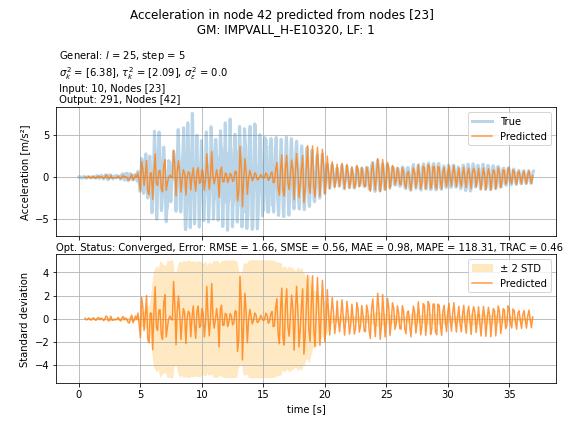 Acceleration in node 42 predicted from nodes [23]
GM: IMPVALL_H-E10320, LF: 1
General: l = 25, step = 5
σ²ₖ = [6.38], τ²ₖ = [2.09], σ²ₑ = 0.0
Input: 10, Nodes [23]
Output: 291, Nodes [42]
Acceleration [m/s²]
5
0
−5
True
Predicted
Opt. Status: Converged, Error: RMSE = 1.66, SMSE = 0.56, MAE = 0.98, MAPE = 118.31, TRAC = 0.46
Standard deviation
4
2
0
−2
−4
± 2 STD
Predicted
0 5 10 15 20 25 30 35
time [s]